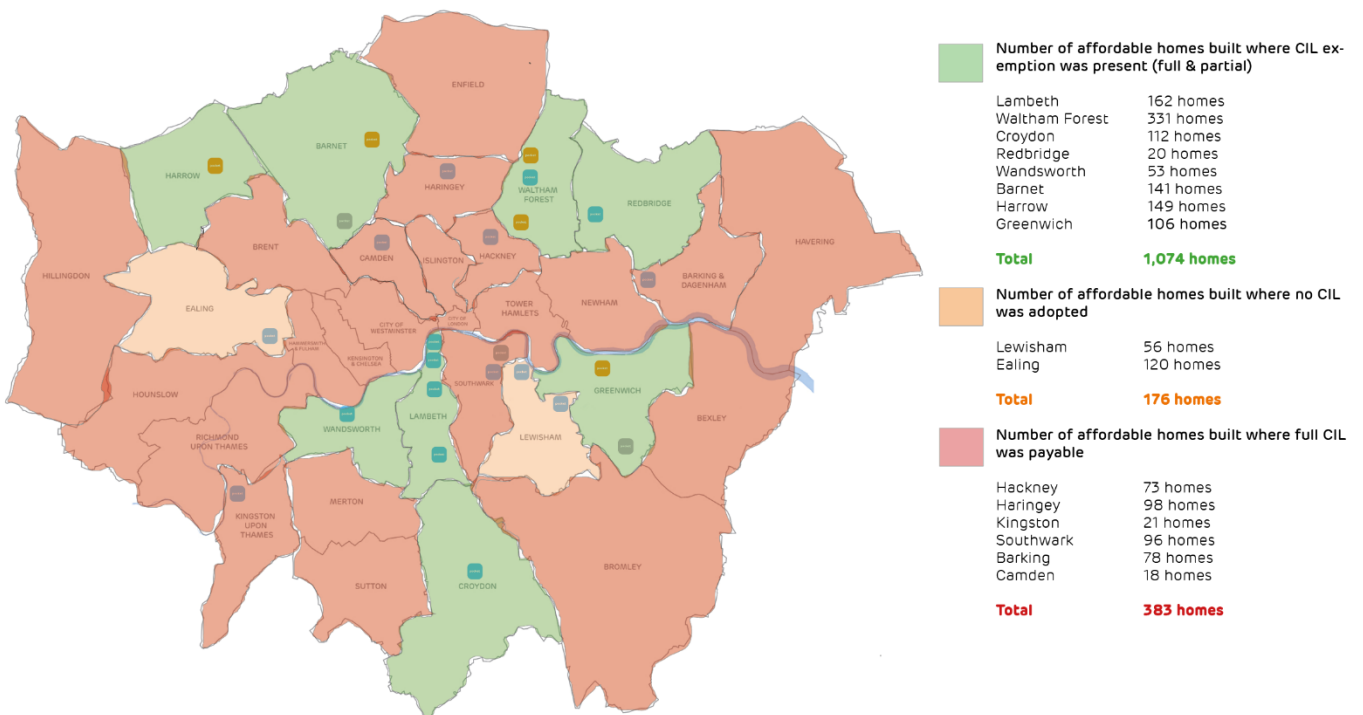 ENFIELD
BARNET
HARROW
HARINGEY
WALTHAM
FOREST
REDBRIDGE
HAVERING
BRENT
CAMDEN
ISLINGTON
HACKNEY
HILLINGDON
BARKING &
DAGENHAM
EALING
NEWHAM
TOWER
HAMLETS
CITY OF
WESTMINSTER
CITY OF
LONDON
HAMMERSMITH
& FULHAM
KENSINGTON
& CHELSEA
HOUNSLOW
SOUTHWARK
GREENWICH
BEXLEY
RICHMOND
UPON THAMES
WANDSWORTH
LAMBETH
LEWISHAM
MERTON
KINGSTON
UPON
THAMES
SUTTON
CROYDON
BROMLEY
Number of affordable homes built where CIL ex-
emption was present (full & partial)
Lambeth 162 homes
Waltham Forest 331 homes
Croydon 112 homes
Redbridge 20 homes
Wandsworth 53 homes
Barnet 141 homes
Harrow 149 homes
Greenwich 106 homes
Total 1,074 homes
Number of affordable homes built where no CIL
was adopted
Lewisham 56 homes
Ealing 120 homes
Total 176 homes
Number of affordable homes built where full CIL
was payable
Hackney 73 homes
Haringey 98 homes
Kingston 21 homes
Southwark 96 homes
Barking 78 homes
Camden 18 homes
Total 383 homes